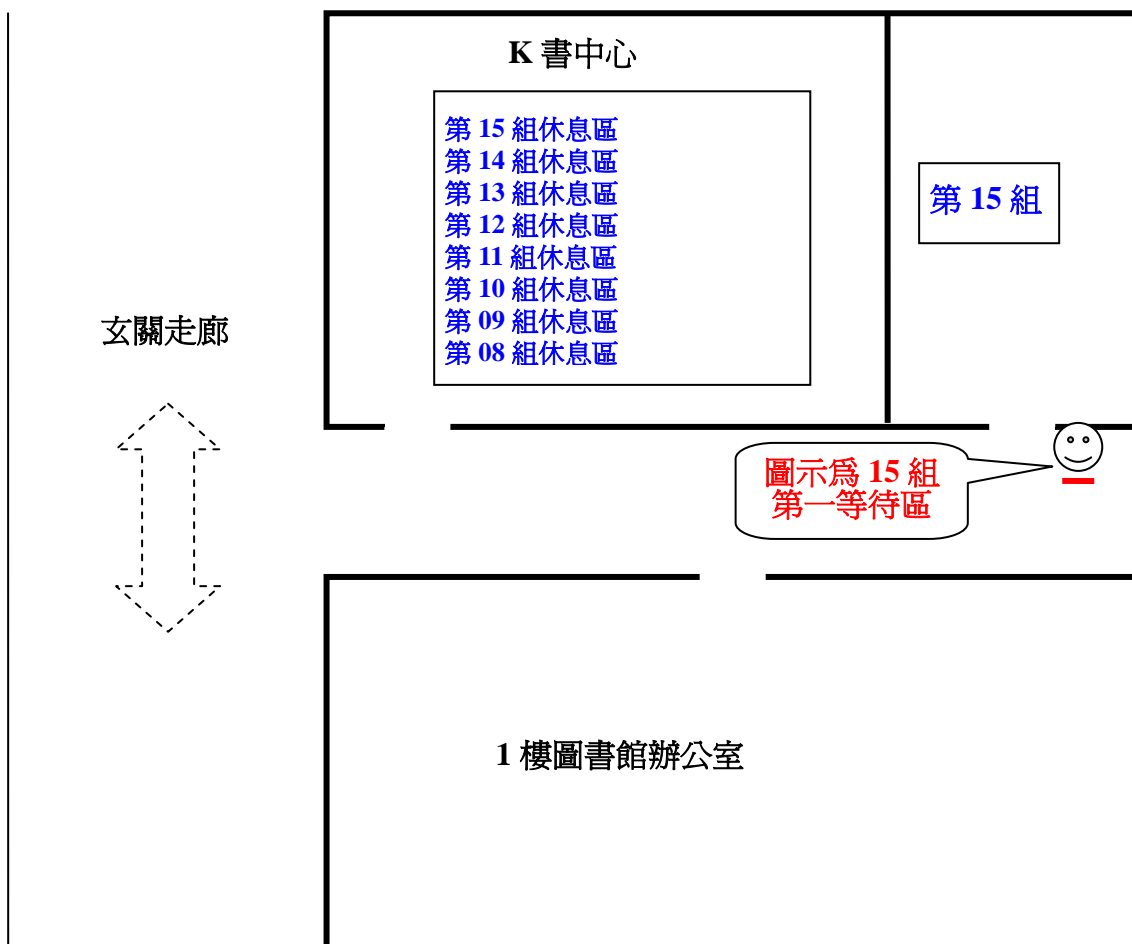 K 書中心
第 15 組休息區
第 14 組休息區
第 13 組休息區
第 12 組休息區
第 11 組休息區
第 10 組休息區
第 09 組休息區
第 08 組休息區
第 15 組
玄關走廊
圖示為 15 組
第一等待區
1 樓圖書館辦公室